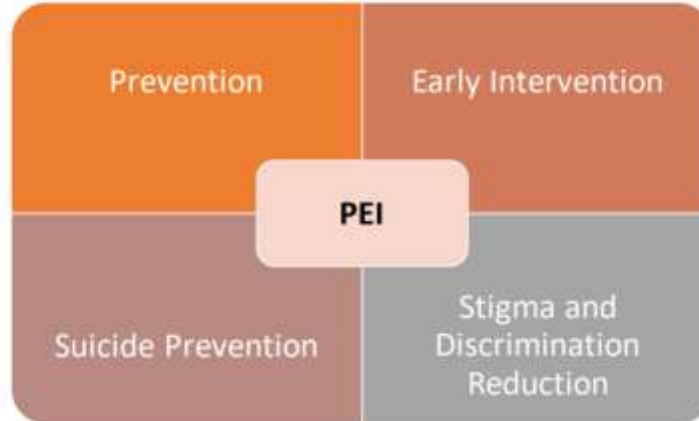 Prevention
Early Intervention
PEI
Suicide Prevention
Stigma and
Discrimination
Reduction